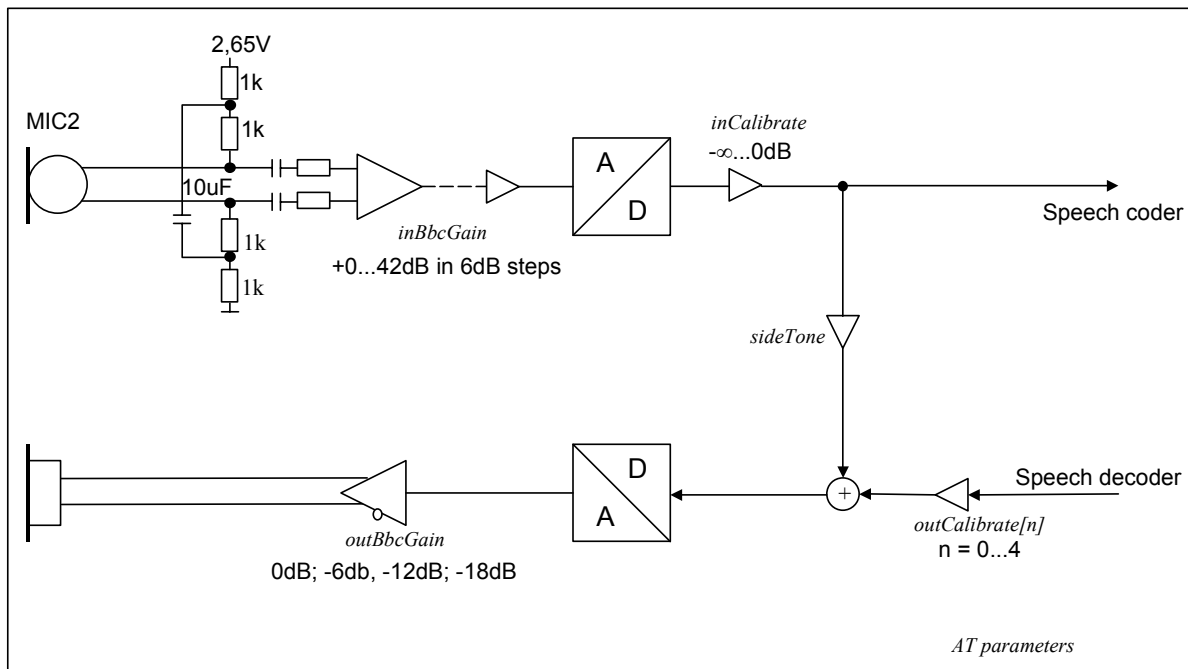 2,65V
1k
MIC2
1k
inCalibrate
-∞...0dB
A
D
10uF
inBbcGain
+0...42dB in 6dB steps
Speech coder
1k
1k
sideTone
D
A
Speech decoder
+
outCalibrate[n]
n = 0...4
outBbcGain
0dB; -6db, -12dB; -18dB
AT parameters